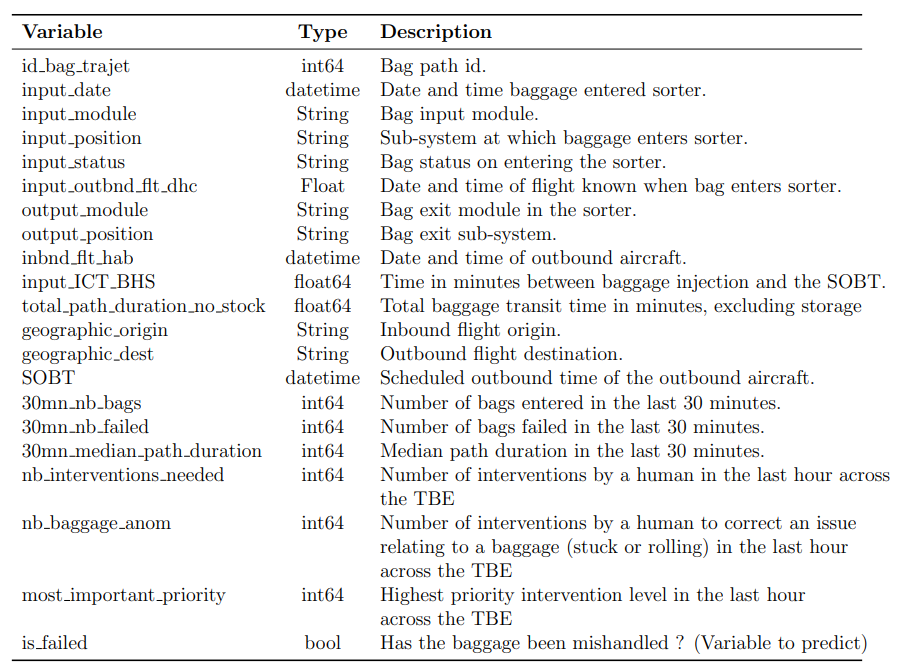 Variable Type Description
id_bag_trajet int64 Bag path id.
input_date datetime Date and time baggage entered sorter.
input_module String Bag input module.
input_position String Sub-system at which baggage enters sorter.
input_status String Bag status on entering the sorter.
input_outbnd_flt_dhc Float Date and time of flight known when bag enters sorter.
output_module String Bag exit module in the sorter.
output_position String Bag exit sub-system.
inbnd_flt_hab datetime Date and time of outbound aircraft.
input_ICT_BHS float64 Time in minutes between baggage injection and the SOBT.
total_path_duration_no_stock float64 Total baggage transit time in minutes, excluding storage
geographic_origin String Inbound flight origin.
geographic_dest String Outbound flight destination.
SOBT datetime Scheduled outbound time of the outbound aircraft.
30mn_nb_bags int64 Number of bags entered in the last 30 minutes.
30mn_nb_failed int64 Number of bags failed in the last 30 minutes.
30mn_median_path_duration int64 Median path duration in the last 30 minutes.
nb_interventions_needed int64 Number of interventions by a human in the last hour across
the TBE
nb_baggage_anom int64 Number of interventions by a human to correct an issue
relating to a baggage (stuck or rolling) in the last hour
across the TBE
most_important_priority int64 Highest priority intervention level in the last hour
across the TBE
is_failed bool Has the baggage been mishandled ? (Variable to predict)